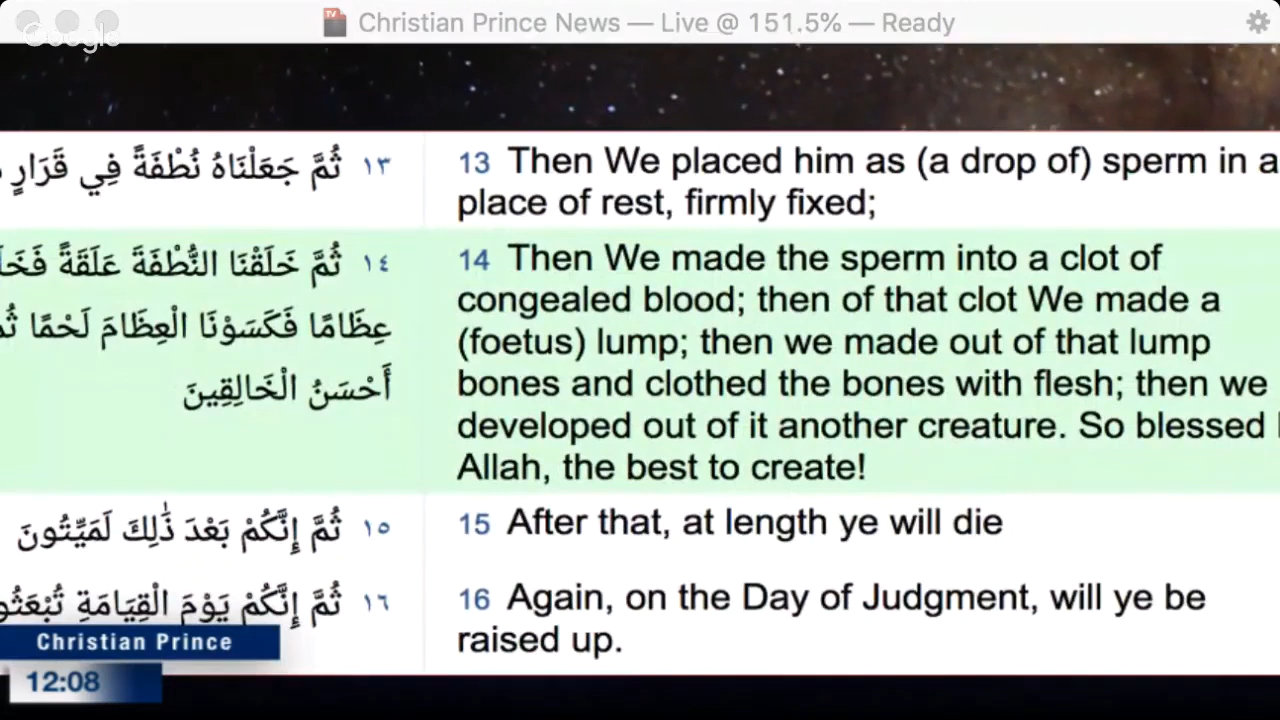 Christian Prince News — Live @ 151.5% — Ready
Google
ثُمَّ جَعَلْنَاهُ نُطْفَةً فِي قَرَارٍ ١٣
13 Then We placed him as (a drop of) sperm in a
place of rest, firmly fixed;
ثُمَّ خَلَقْنَا النُّطْفَةَ عَلَقَةً ١٤
عِظَامًا فَكَسَوْنَا الْعِظَامَ لَحْمًا
أَحْسَنُ الْخَالِقِينَ
14 Then We made the sperm into a clot of
congealed blood; then of that clot We made a
(foetus) lump; then we made out of that lump
bones and clothed the bones with flesh; then we
developed out of it another creature. So blessed
Allah, the best to create!
ثُمَّ إِنَّكُمْ بَعْدَ ذَٰلِكَ لَمَيِّتُونَ ١٥
15 After that, at length ye will die
ثُمَّ إِنَّكُمْ يَوْمَ الْقِيَامَةِ ١٦
16 Again, on the Day of Judgment, will ye be
raised up.
Christian Prince
12:08